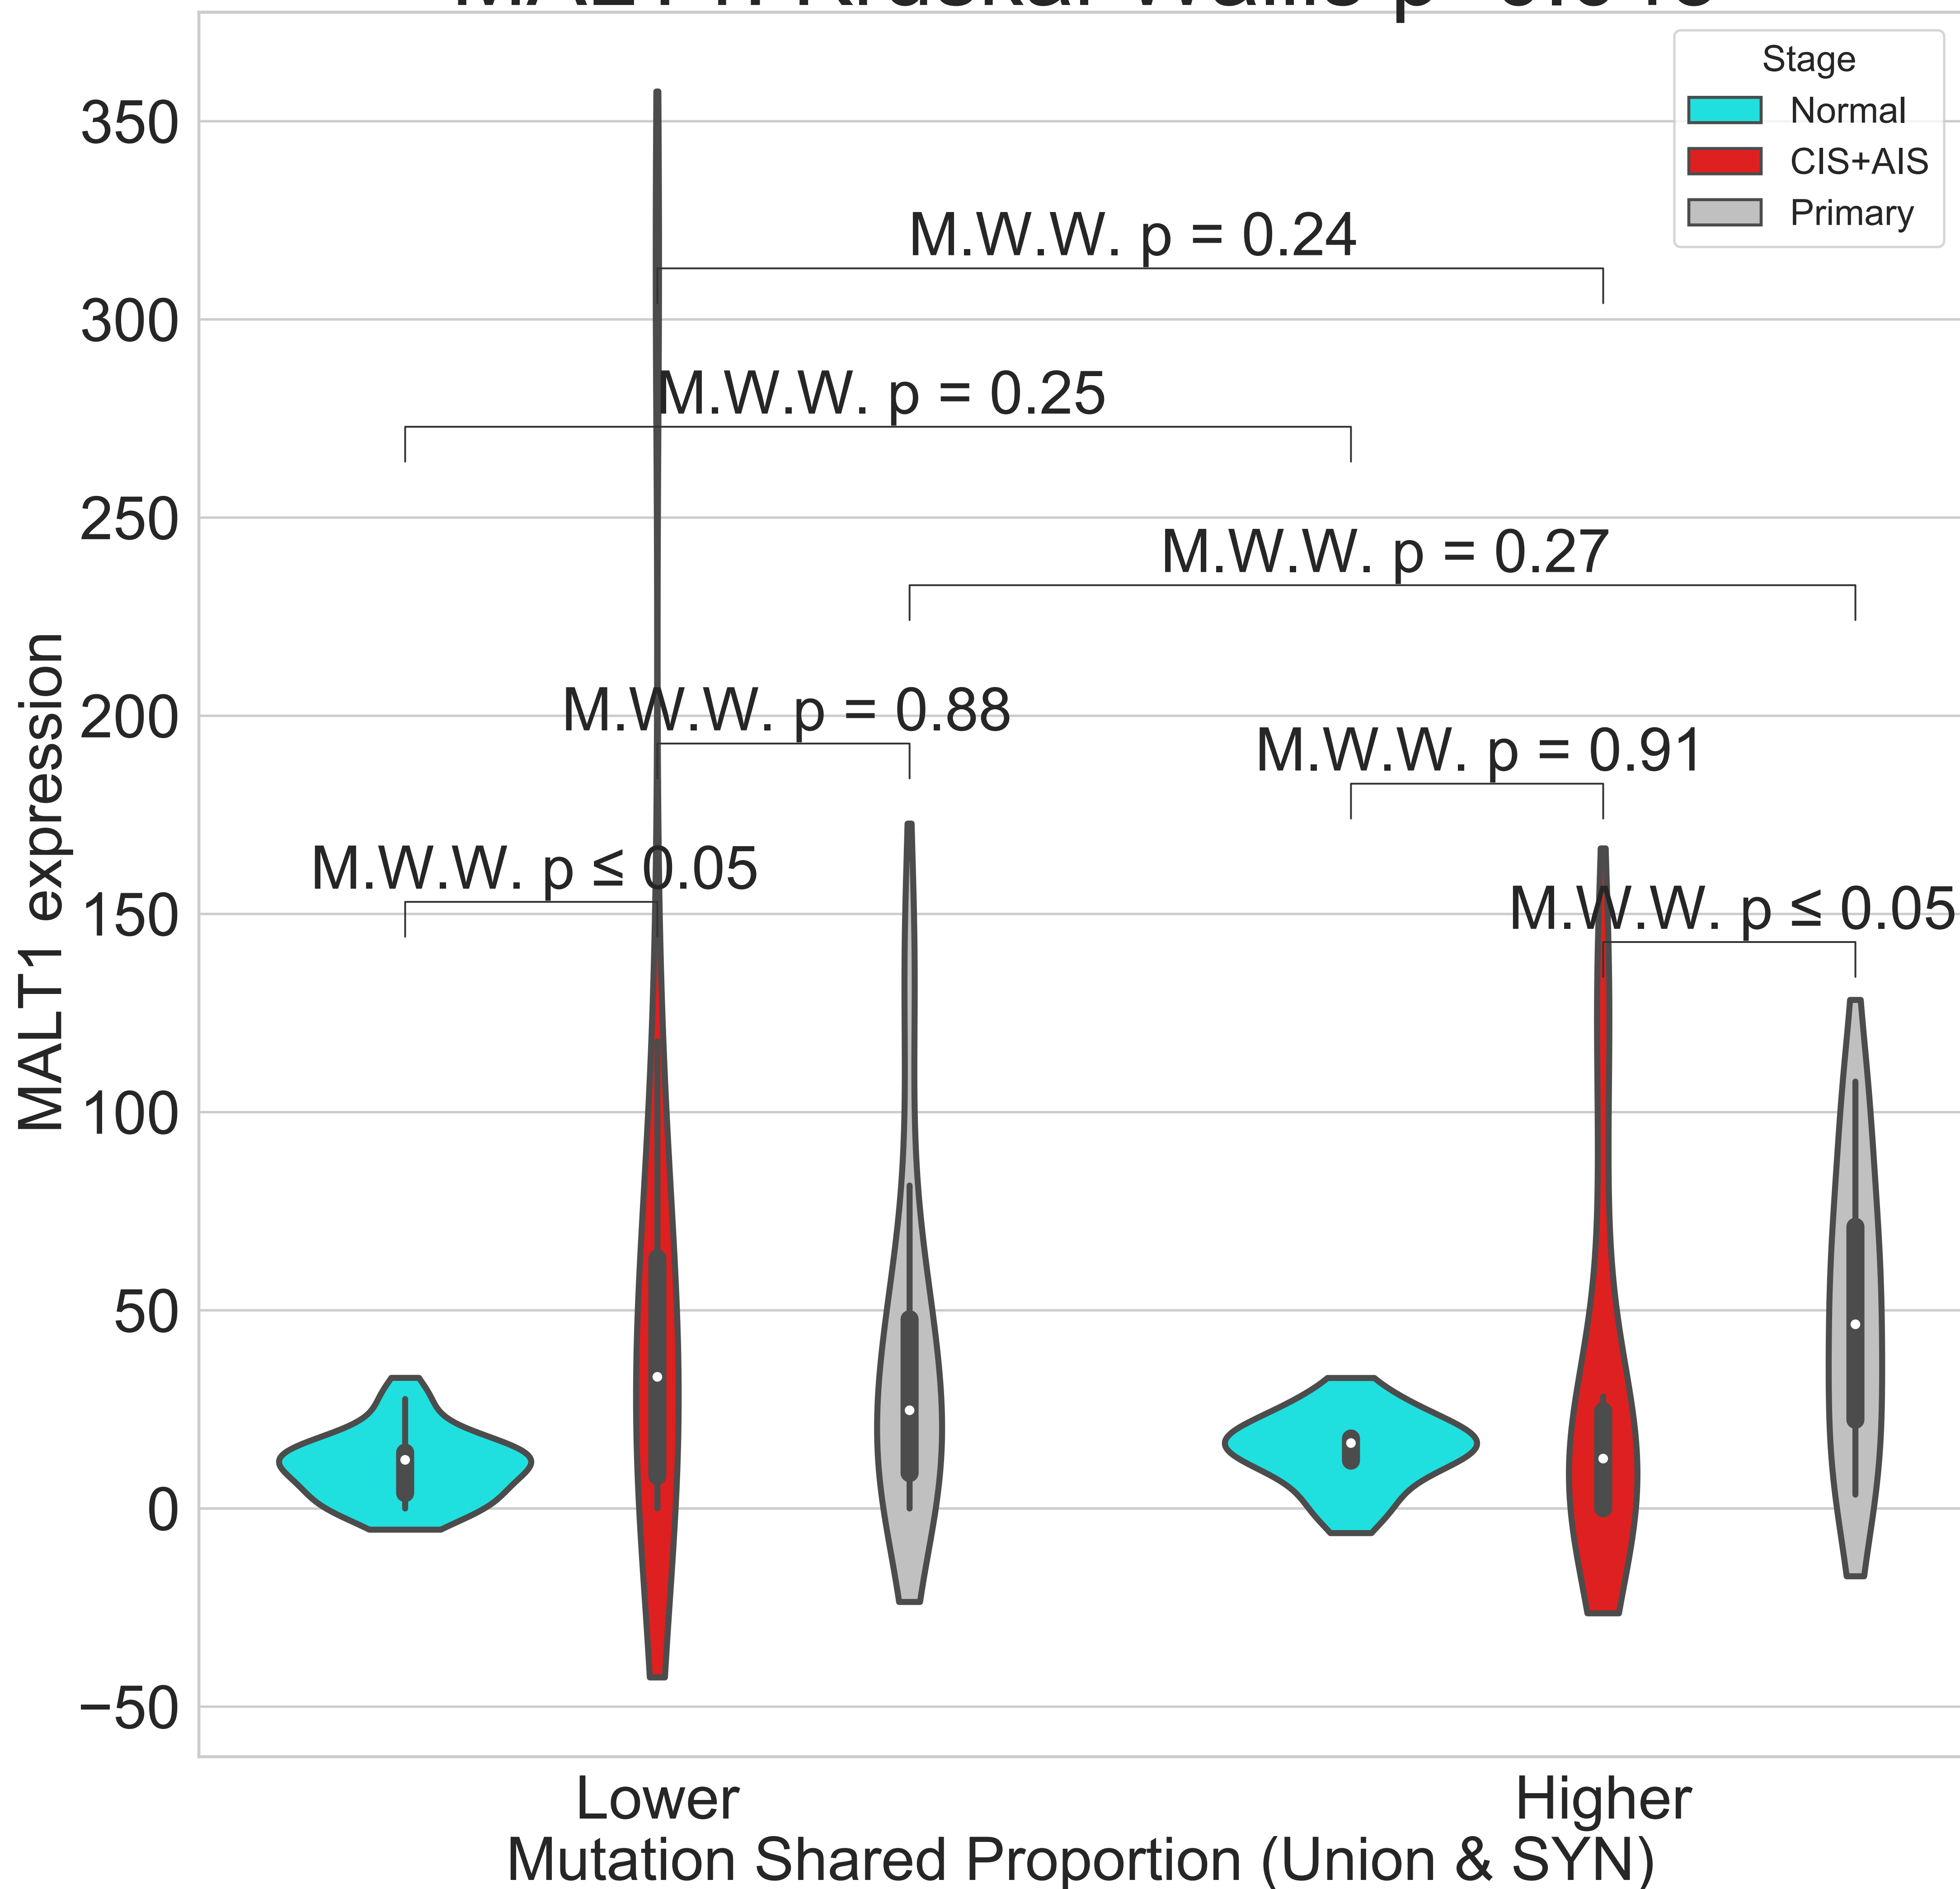 Stage
Normal
CIS+AIS
Primary
350
300
250
200
150
100
50
0
−50
MALT1 expression
M.W.W. p = 0.24
M.W.W. p = 0.25
M.W.W. p = 0.27
M.W.W. p = 0.88
M.W.W. p = 0.91
M.W.W. p ≤ 0.05
M.W.W. p ≤ 0.05
Lower
Higher
Mutation Shared Proportion (Union & SYN)